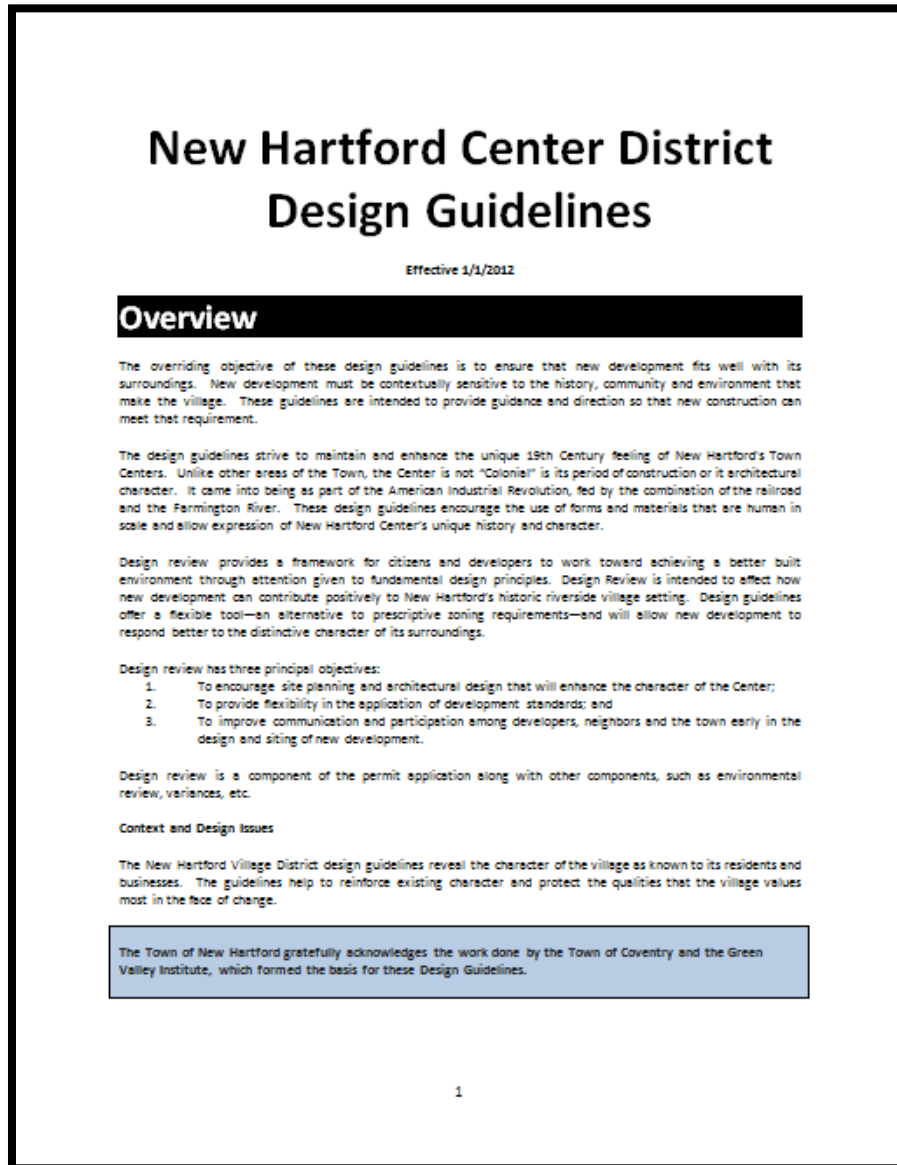 New Hartford Center District
Design Guidelines
Effective 1/1/2012
Overview
The overriding objective of these design guidelines is to ensure that new development fits well with its
surroundings. New development must be contextually sensitive to the history, community and environment that
make the village. These guidelines are intended to provide guidance and direction so that new construction can
meet that requirement.
The design guidelines strive to maintain and enhance the unique 19th Century feeling of New Hartford's Town
Centers. Unlike other areas of the Town, the Center is not "Colonial" is its period of construction or it architectural
character. It came into being as part of the American Industrial Revolution, fed by the combination of the railroad
and the Farmington River. These design guidelines encourage the use of forms and materials that are human in
scale and allow expression of New Hartford Center's unique history and character.
Design review provides a framework for citizens and developers to work toward achieving a better built
environment through attention given to fundamental design principles. Design Review is intended to affect how
new development can contribute positively to New Hartford's historic riverside village setting. Design guidelines
offer a flexible tool—an alternative to prescriptive zoning requirements—and will allow new development to
respond better to the distinctive character of its surroundings.
Design review has three principal objectives:
1. To encourage site planning and architectural design that will enhance the character of the Center;
2. To provide flexibility in the application of development standards; and
3. To improve communication and participation among developers, neighbors and the town early in the
design and siting of new development.
Design review is a component of the permit application along with other components, such as environmental
review, variances, etc.
Context and Design Issues
The New Hartford Village District design guidelines reveal the character of the village as known to its residents and
businesses. The guidelines help to reinforce existing character and protect the qualities that the village values
most in the face of change.
The Town of New Hartford gratefully acknowledges the work done by the Town of Coventry and the Green
Valley Institute, which formed the basis for these Design Guidelines.
1